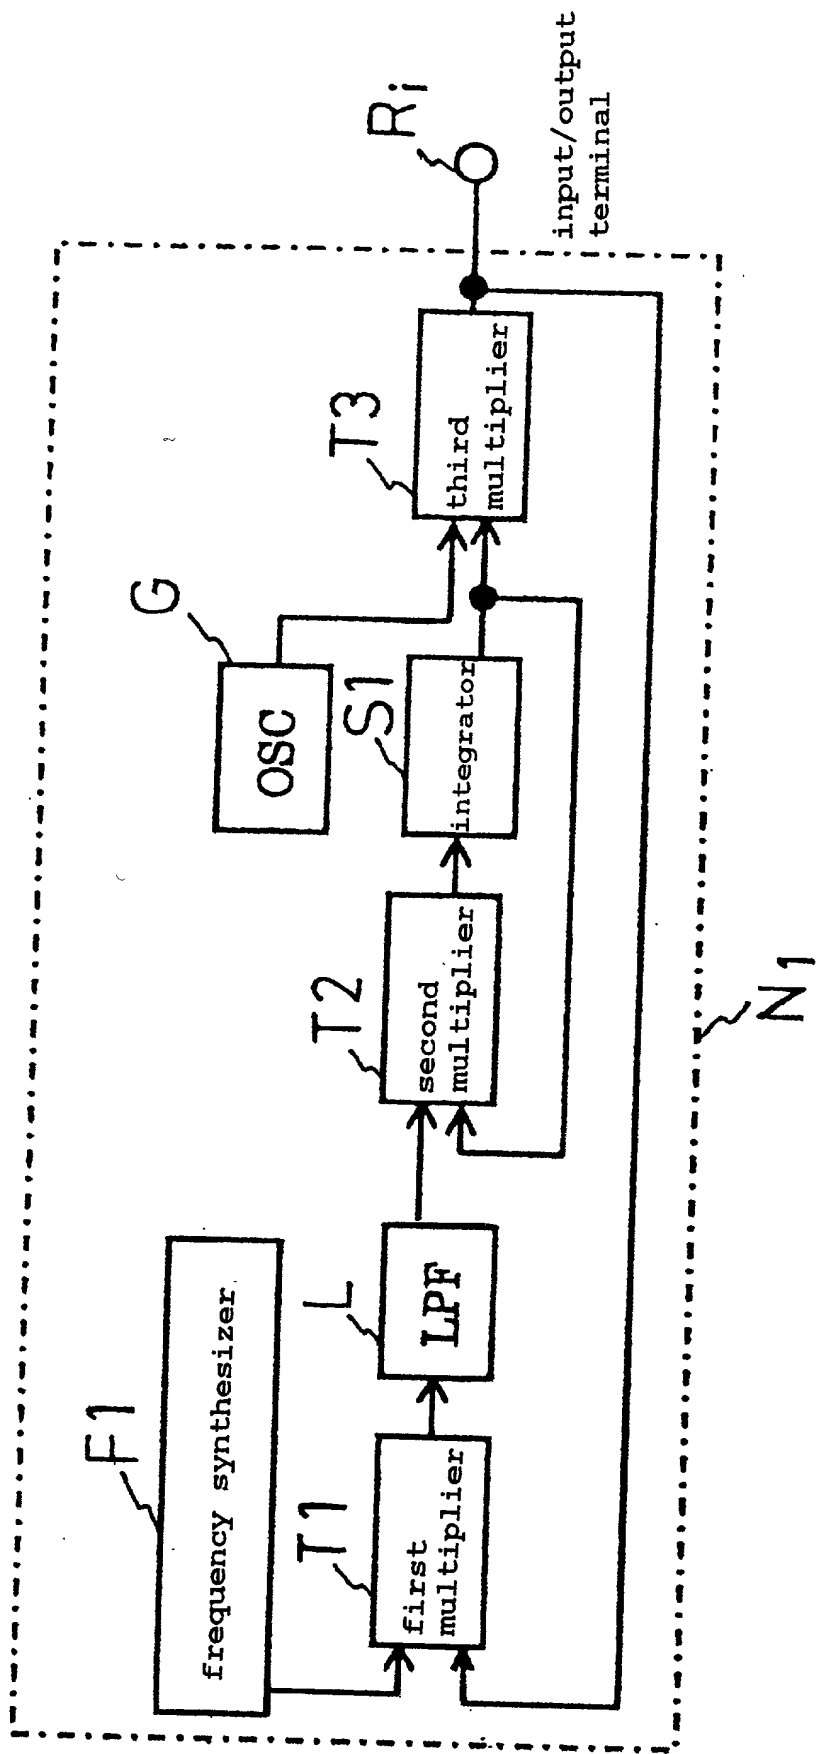 F1
frequency synthesizer
G
OSC
T1
first
multiplier
L
LPF
T2
second
multiplier
S1
integrator
T3
third
multiplier
Ri
input/output
terminal
N1